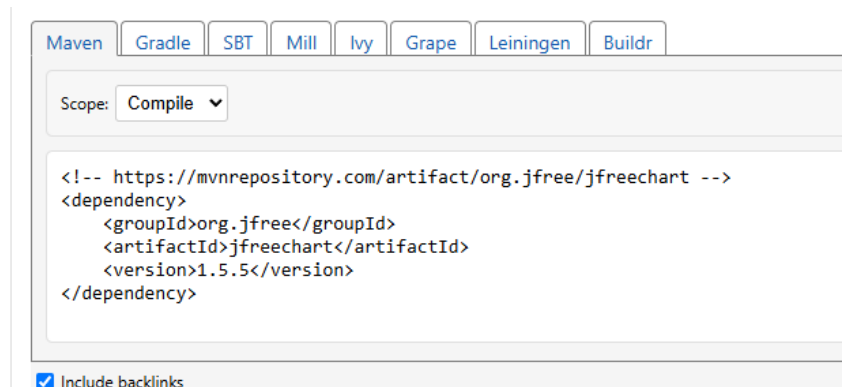 Maven Gradle SBT Mill Ivy Grape Leiningen Buildr
Scope: Compile
<!-- https://mvnrepository.com/artifact/org.jfree/jfreechart -->
<dependency>
    <groupId>org.jfree</groupId>
    <artifactId>jfreechart</artifactId>
    <version>1.5.5</version>
</dependency>
Include backlinks